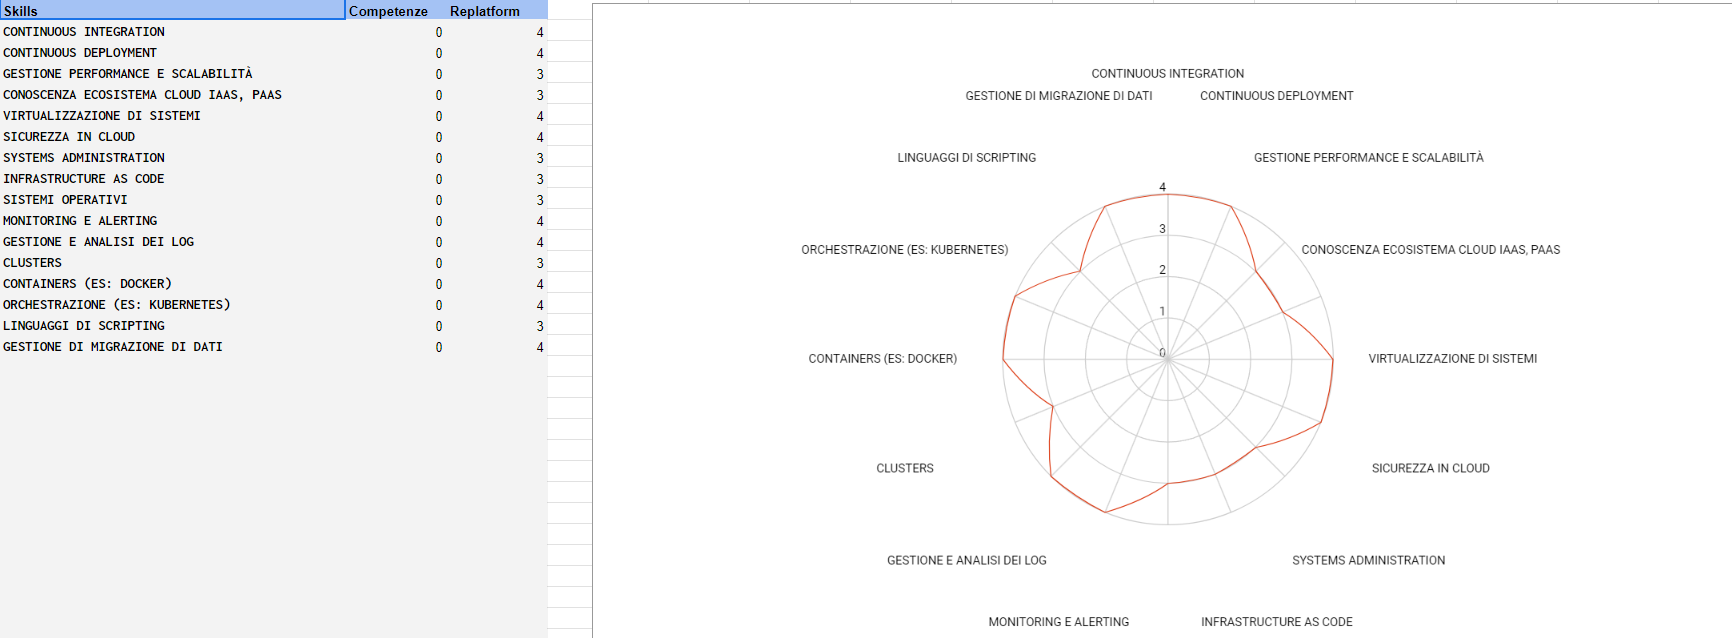 Skills Competenze Replatform
CONTINUOUS INTEGRATION 0 4
CONTINUOUS DEPLOYMENT 0 4
GESTIONE PERFORMANCE E SCALABILITÀ 0 3
CONOSCENZA ECOSISTEMA CLOUD IAAS, PAAS 0 3
VIRTUALIZZAZIONE DI SISTEMI 0 4
SICUREZZA IN CLOUD 0 4
SYSTEMS ADMINISTRATION 0 3
INFRASTRUCTURE AS CODE 0 3
SISTEMI OPERATIVI 0 3
MONITORING E ALERTING 0 4
GESTIONE E ANALISI DEI LOG 0 4
CLUSTERS 0 3
CONTAINERS (ES: DOCKER) 0 4
ORCHESTRAZIONE (ES: KUBERNETES) 0 4
LINGUAGGI DI SCRIPTING 0 3
GESTIONE DI MIGRAZIONE DI DATI 0 4
CONTINUOUS INTEGRATION
GESTIONE DI MIGRAZIONE DI DATI CONTINUOUS DEPLOYMENT
LINGUAGGI DI SCRIPTING GESTIONE PERFORMANCE E SCALABILITÀ
4
3
ORCHESTRAZIONE (ES: KUBERNETES) CONOSCENZA ECOSISTEMA CLOUD IAAS, PAAS
2
1
0
CONTAINERS (ES: DOCKER) VIRTUALIZZAZIONE DI SISTEMI
CLUSTERS SICUREZZA IN CLOUD
GESTIONE E ANALISI DEI LOG SYSTEMS ADMINISTRATION
MONITORING E ALERTING INFRASTRUCTURE AS CODE